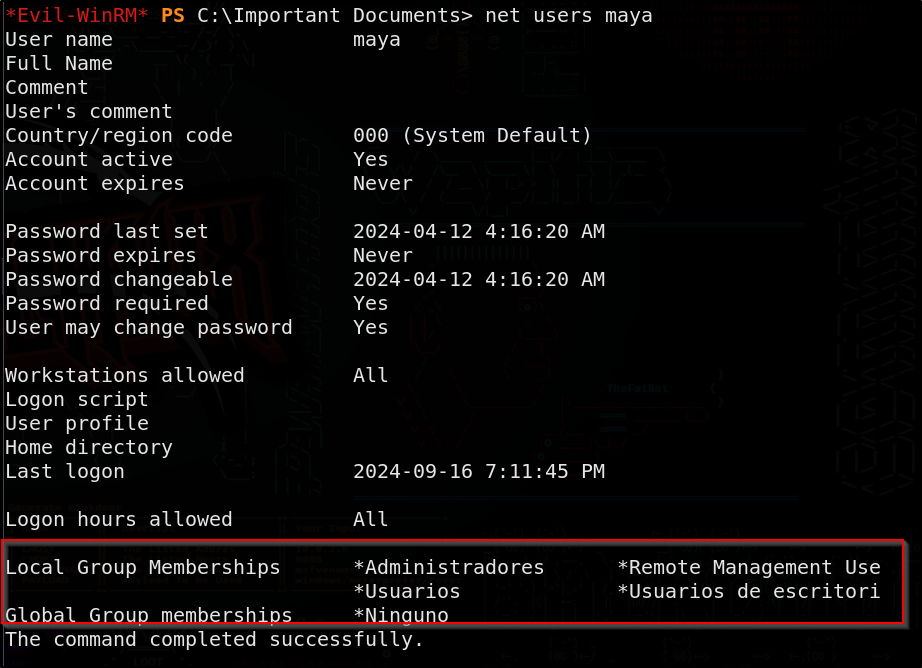 *Evil-WinRM* PS C:\Important Documents> net users maya
User name                    maya
Full Name
Comment
User's comment
Country/region code          000 (System Default)
Account active               Yes
Account expires              Never
Password last set            2024-04-12 4:16:20 AM
Password expires             Never
Password changeable          2024-04-12 4:16:20 AM
Password required            Yes
User may change password     Yes
Workstations allowed         All
Logon script
User profile
Home directory
Last logon                   2024-09-16 7:11:45 PM
Logon hours allowed          All
Local Group Memberships      *Administradores      *Remote Management Use
                             *Usuarios             *Usuarios de escritori
Global Group memberships     *Ninguno
The command completed successfully.